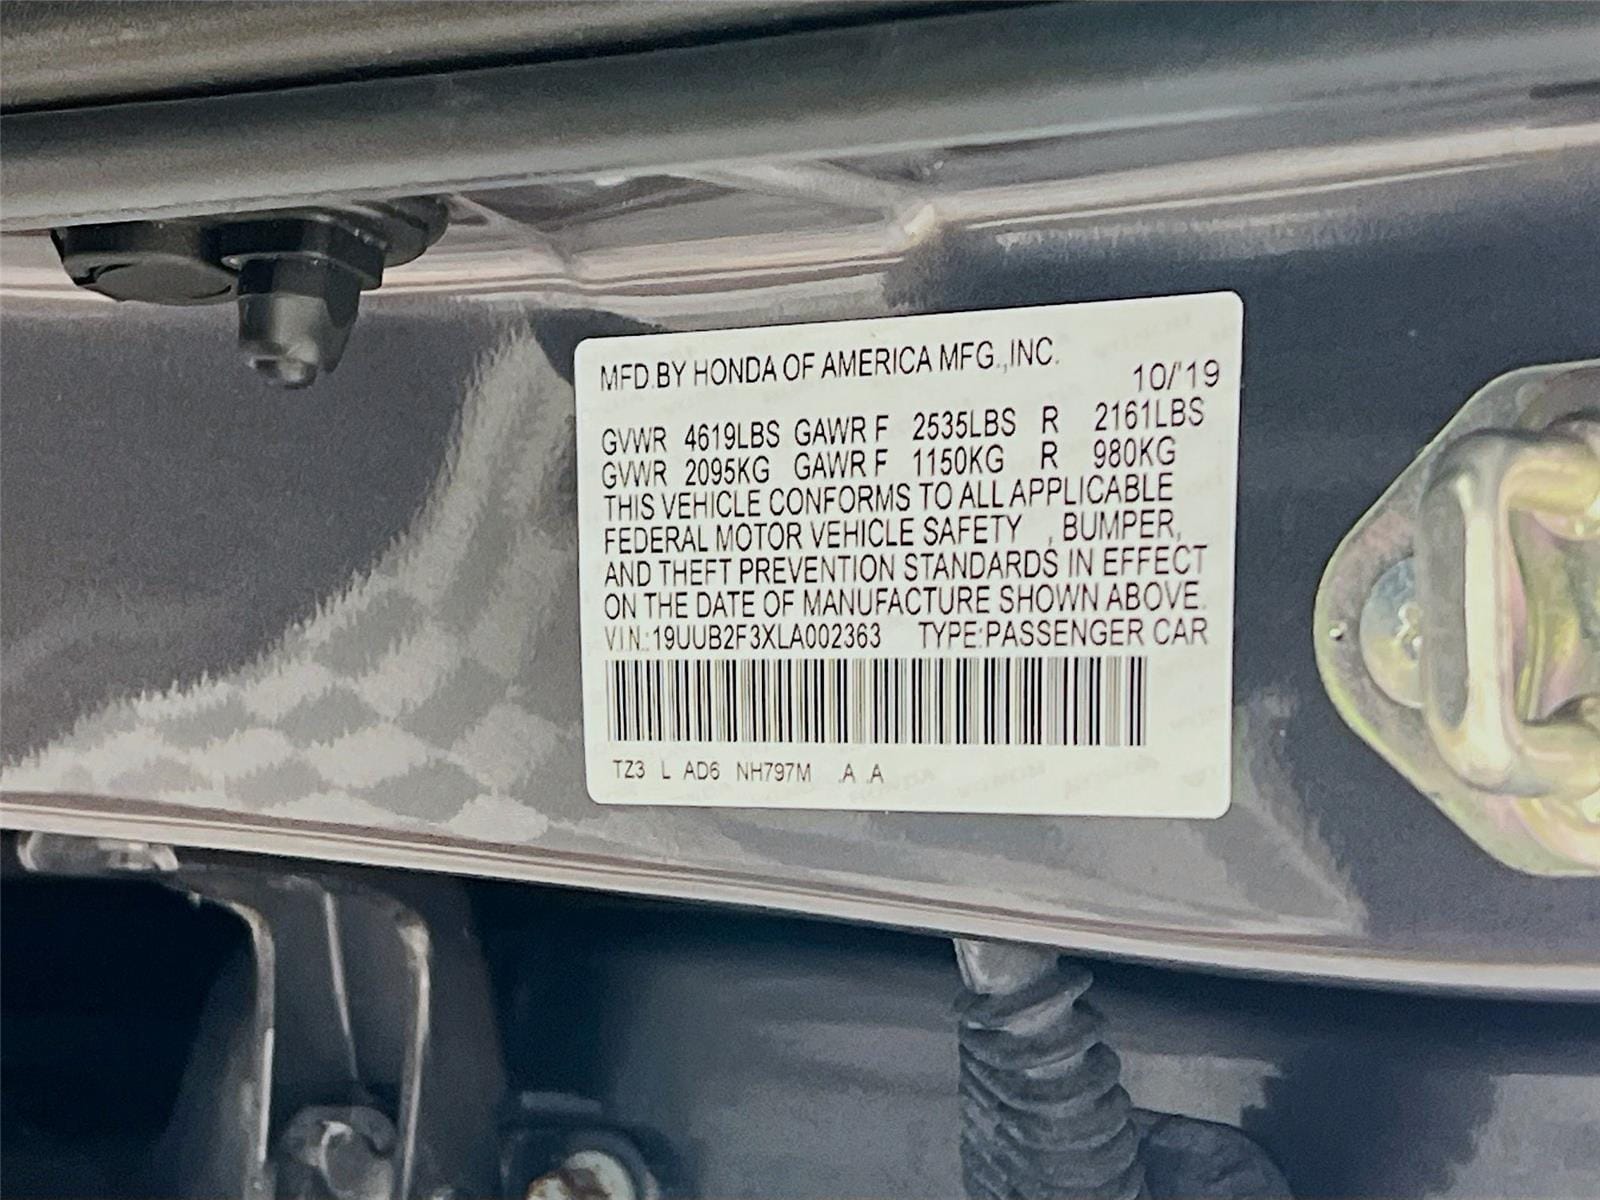 MFD.BY HONDA OF AMERICA MFG.,INC.
10/'19
GVWR 4619LBS GAWR F 2535LBS R 2161LBS
GVWR 2095KG GAWR F 1150KG R 980KG
THIS VEHICLE CONFORMS TO ALL APPLICABLE
FEDERAL MOTOR VEHICLE SAFETY , BUMPER,
AND THEFT PREVENTION STANDARDS IN EFFECT
ON THE DATE OF MANUFACTURE SHOWN ABOVE.
V.I.N.:19UUB2F3XLA002363 TYPE:PASSENGER CAR
TZ3 L AD6 NH797M .A .A